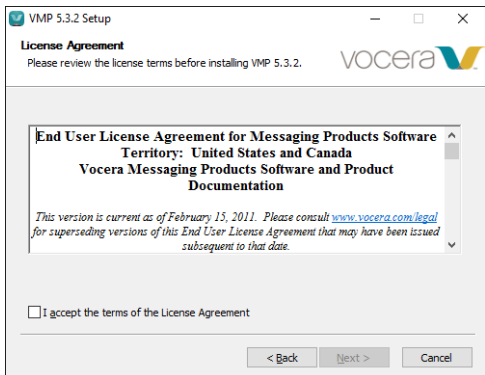 VMP 5.3.2 Setup
License Agreement
Please review the license terms before installing VMP 5.3.2.
vocera
End User License Agreement for Messaging Products Software
Territory: United States and Canada
Vocera Messaging Products Software and Product
Documentation
This version is current as of February 15, 2011. Please consult www.vocera.com/legal
for superseding versions of this End User License Agreement that may have been issued
subsequent to that date.
I accept the terms of the License Agreement
< Back
Next >
Cancel